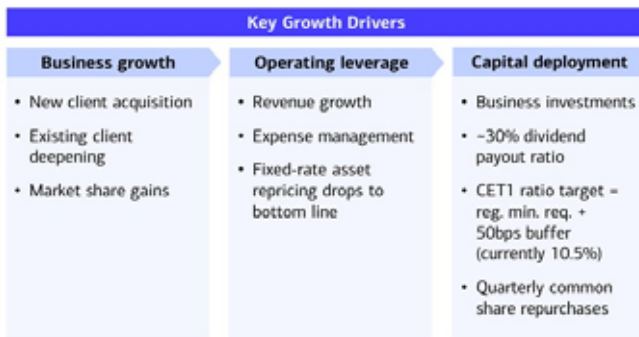 Key Growth Drivers
Business growth
• New client acquisition
• Existing client
deepening
• Market share gains
Operating leverage
• Revenue growth
• Expense management
• Fixed-rate asset
repricing drops to
bottom line
Capital deployment
• Business investments
• ~30% dividend
payout ratio
• CET1 ratio target =
reg. min. req. +
50bps buffer
(currently 10.5%)
• Quarterly common
share repurchases